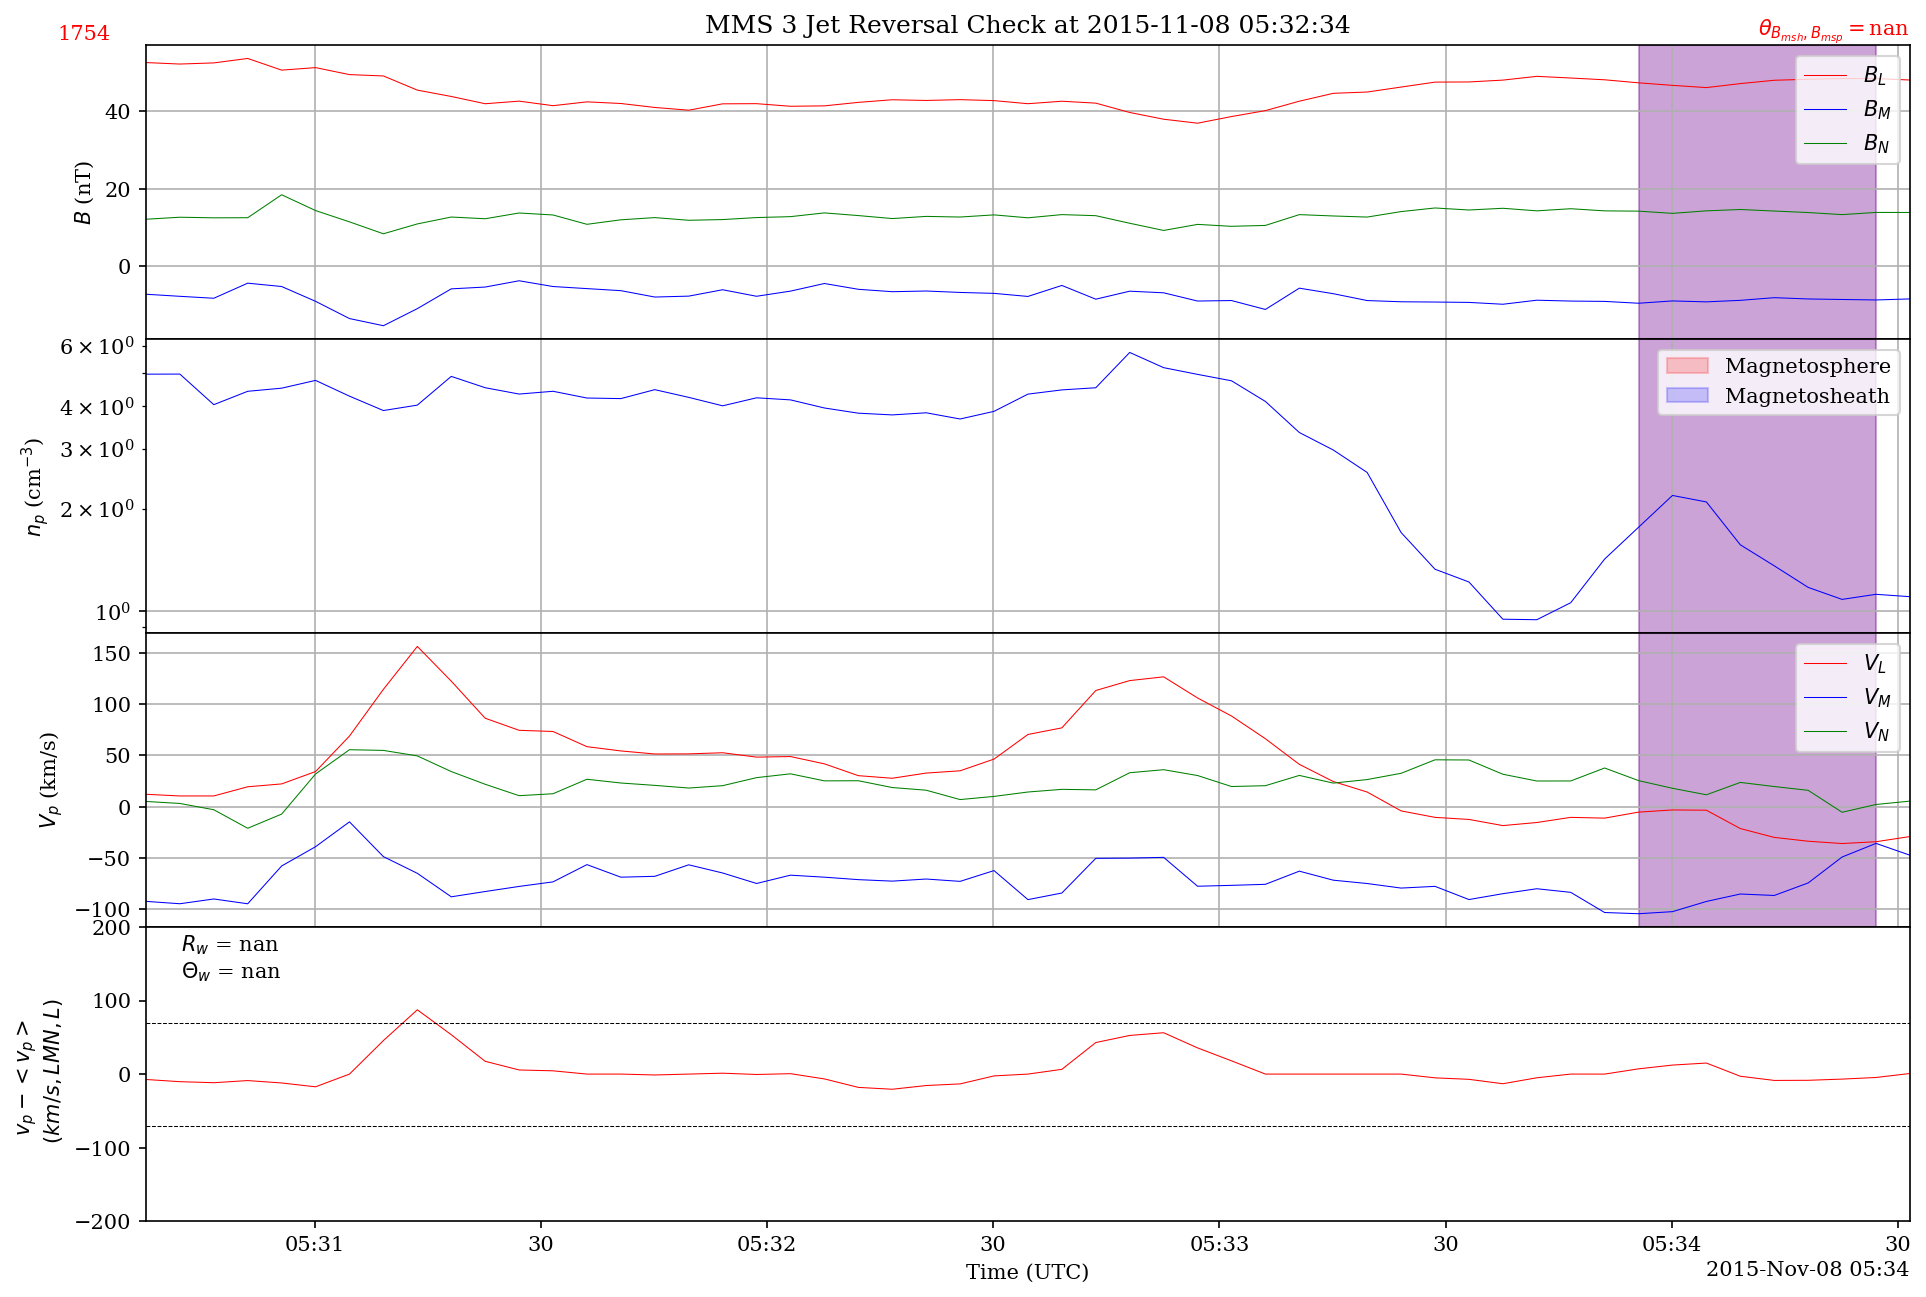 MMS 3 Jet Reversal Check at 2015-11-08 05:32:34
1754
θ_{B_{msh}, B_{msp}} = nan
B (nT)
40
20
0
B_L
B_M
B_N
n_p (cm^{−3})
6 × 10^0
4 × 10^0
3 × 10^0
2 × 10^0
10^0
Magnetosphere
Magnetosheath
V_p (km/s)
150
100
50
0
−50
−100
V_L
V_M
V_N
v_p − < v_p >
(km/s, LMN, L)
200
100
0
−100
−200
R_w = nan
Θ_w = nan
05:31 30 05:32 30 05:33 30 05:34 30
Time (UTC)
2015-Nov-08 05:34